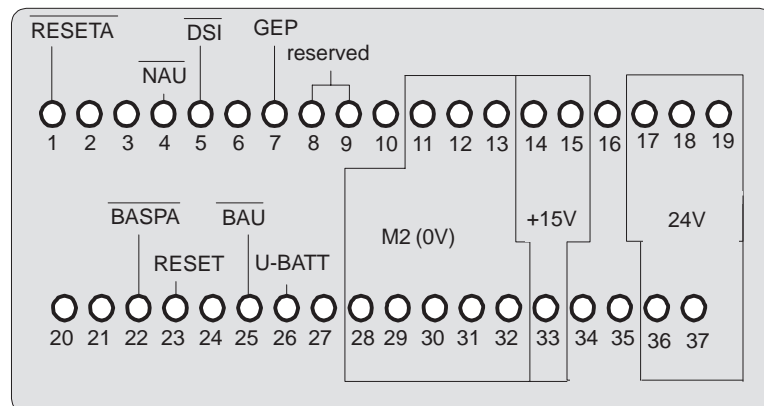 RESETA DSI GEP
NAU reserved
1 2 3 4 5 6 7 8 9 10 11 12 13 14 15 16 17 18 19
BASPA BAU M2 (0V) +15V 24V
RESET U-BATT
20 21 22 23 24 25 26 27 28 29 30 31 32 33 34 35 36 37